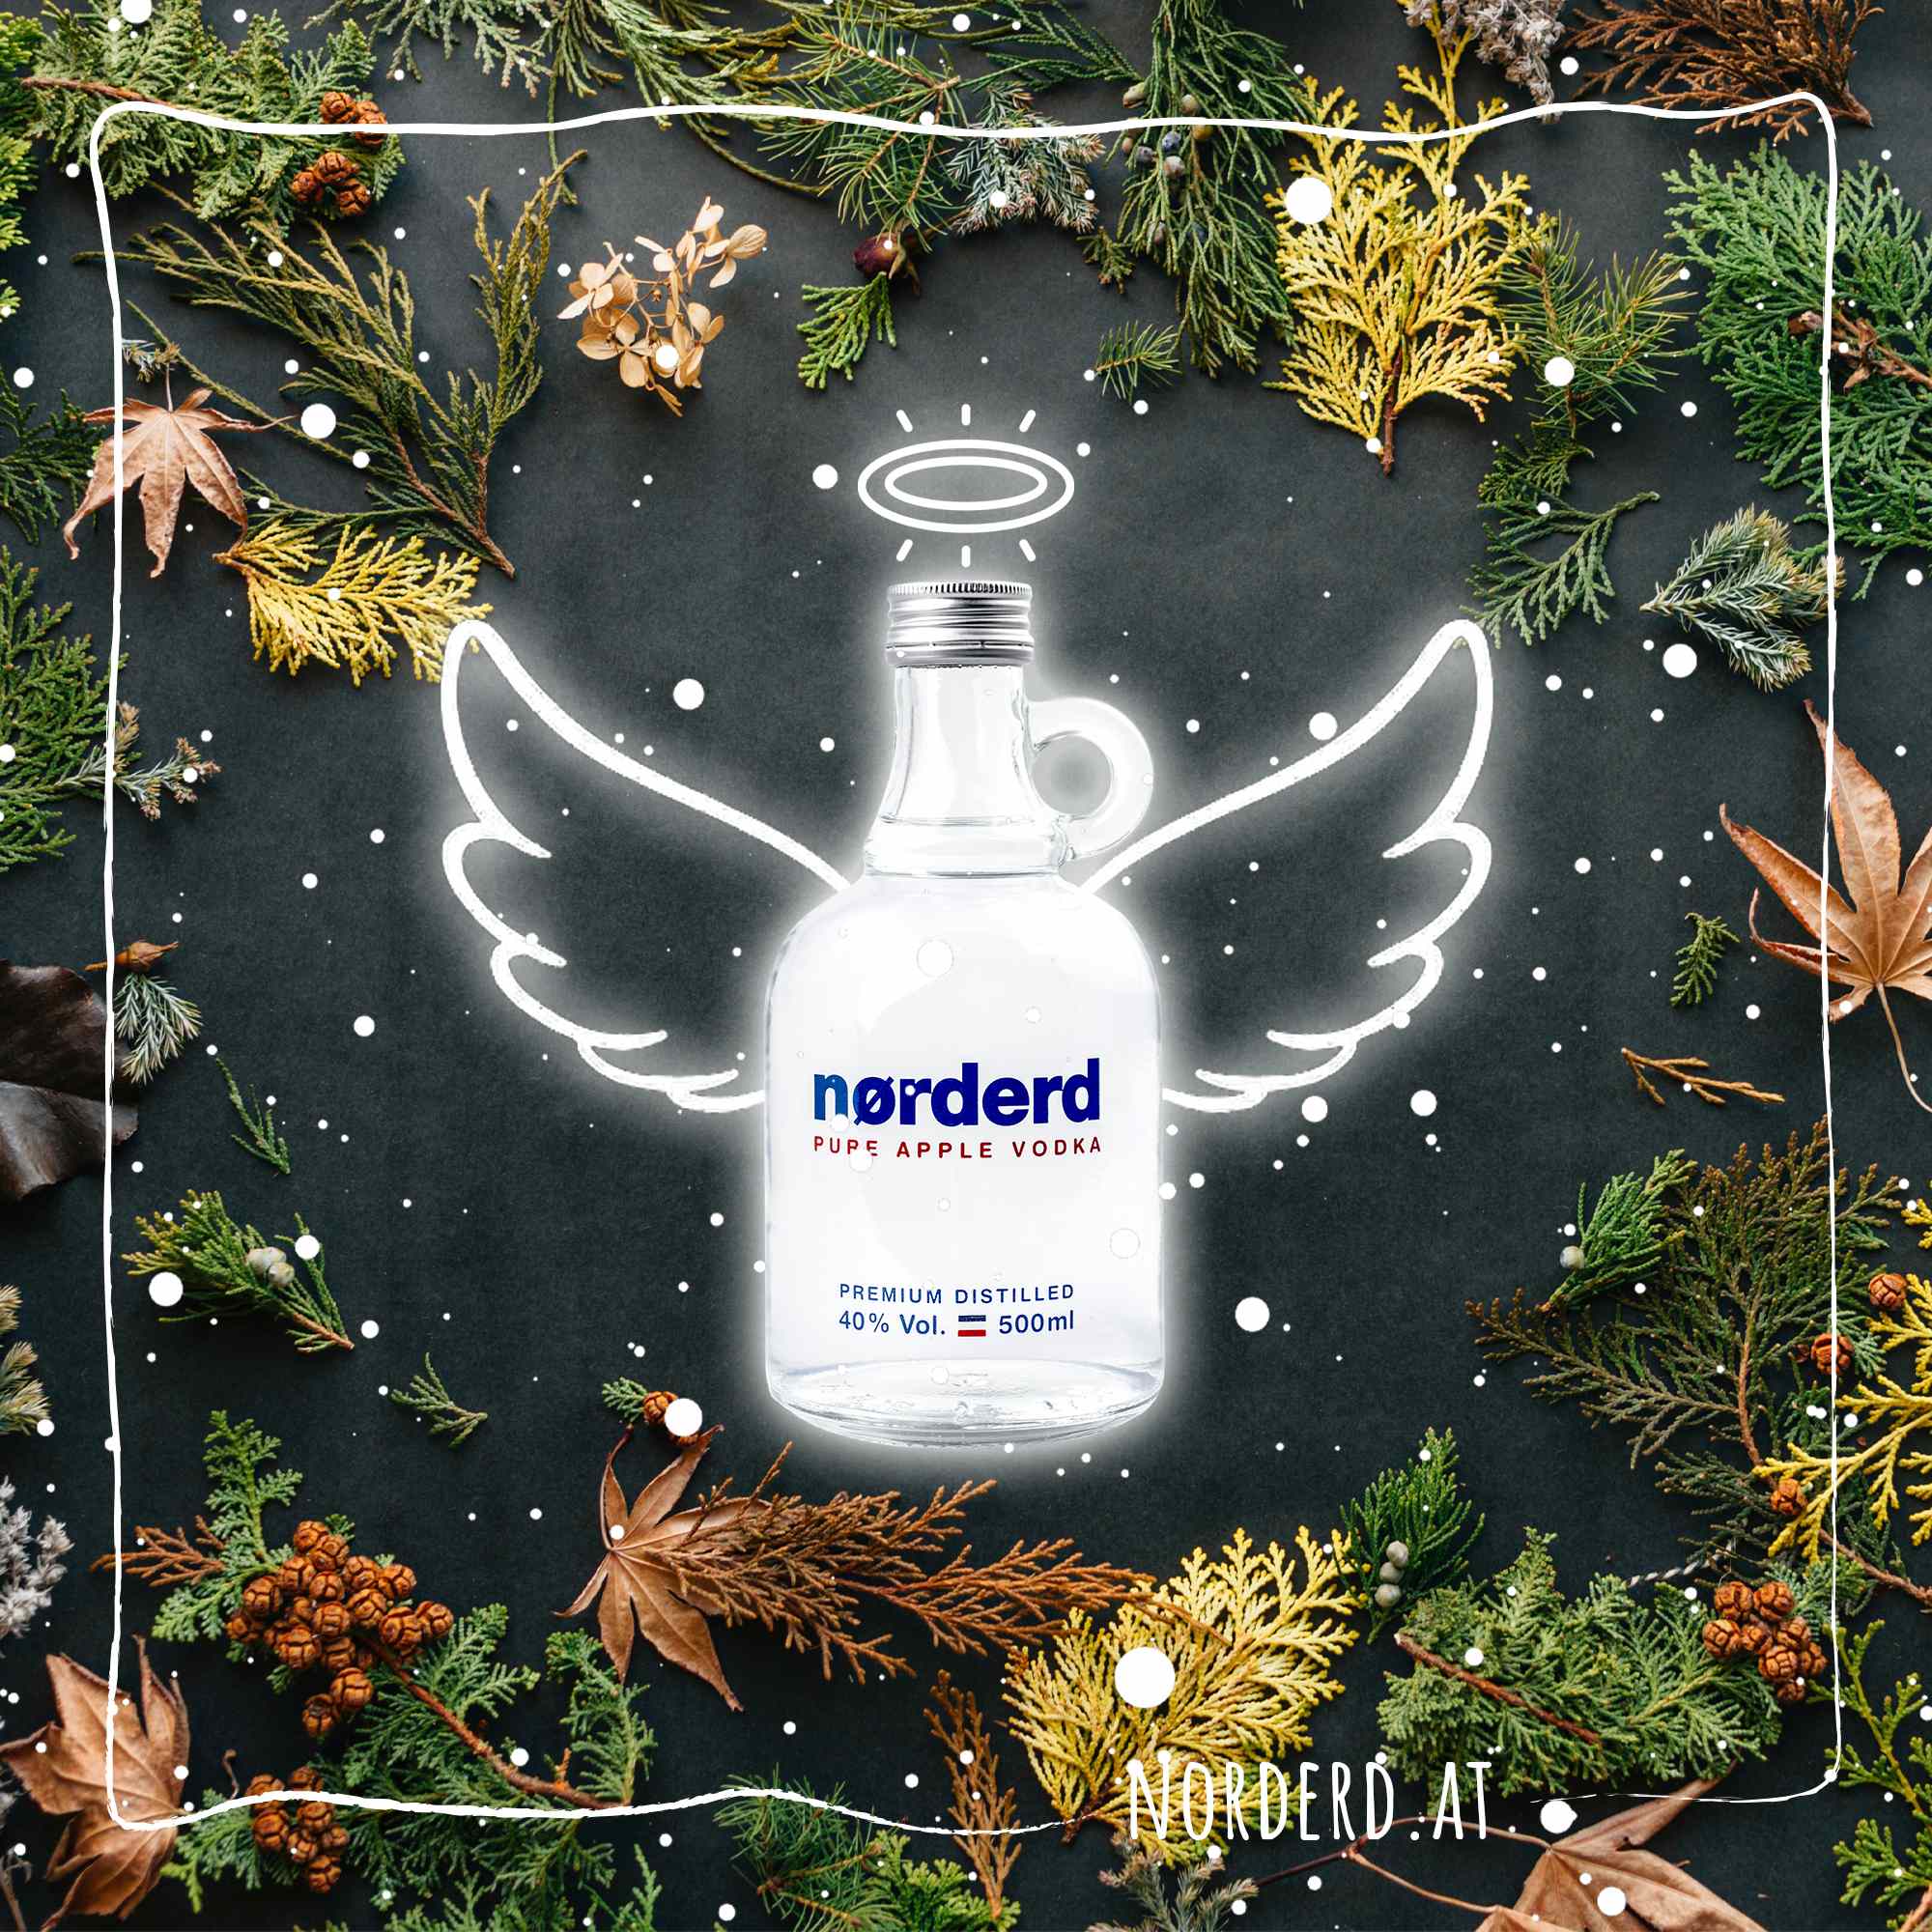 nørderd
PURE APPLE VODKA
PREMIUM DISTILLED
40% Vol. 500ml
NORDERD.AT